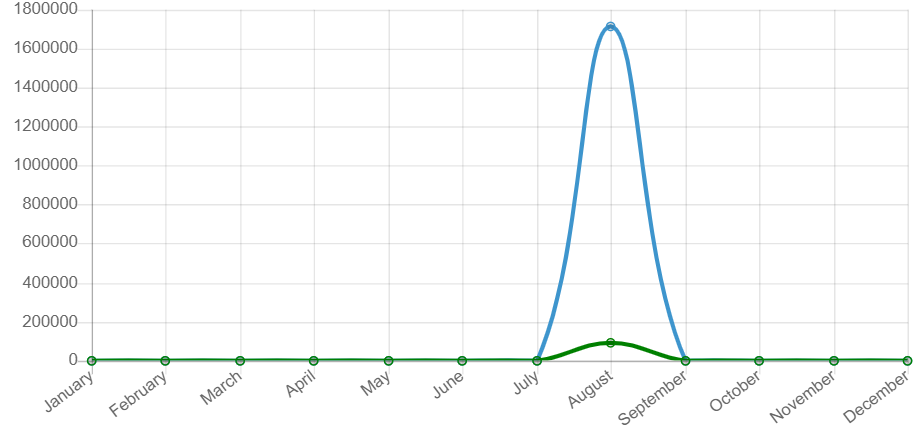 1800000
1600000
1400000
1200000
1000000
800000
600000
400000
200000
0
January
February
March
April
May
June
July
August
September
October
November
December